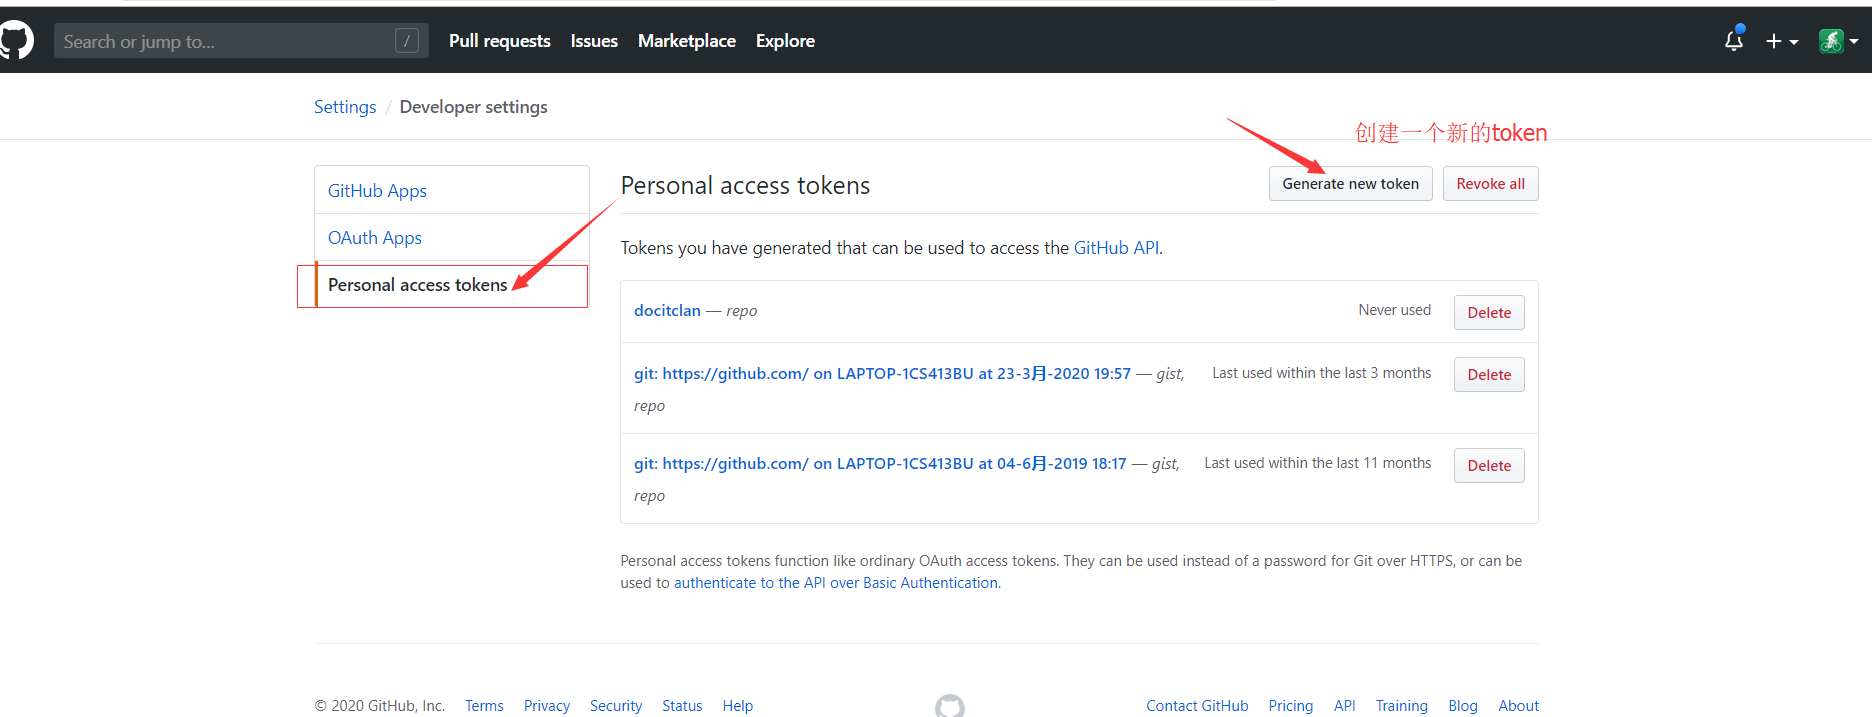 Search or jump to... /
Pull requests
Issues
Marketplace
Explore
Settings / Developer settings
创建一个新的token
GitHub Apps
OAuth Apps
Personal access tokens
Personal access tokens
Generate new token
Revoke all
Tokens you have generated that can be used to access the GitHub API.
docitclan — repo
Never used
Delete
git: https://github.com/ on LAPTOP-1CS413BU at 23-3月-2020 19:57 — gist,
repo
Last used within the last 3 months
Delete
git: https://github.com/ on LAPTOP-1CS413BU at 04-6月-2019 18:17 — gist,
repo
Last used within the last 11 months
Delete
Personal access tokens function like ordinary OAuth access tokens. They can be used instead of a password for Git over HTTPS, or can be
used to authenticate to the API over Basic Authentication.
© 2020 GitHub, Inc.
Terms
Privacy
Security
Status
Help
Contact GitHub
Pricing
API
Training
Blog
About